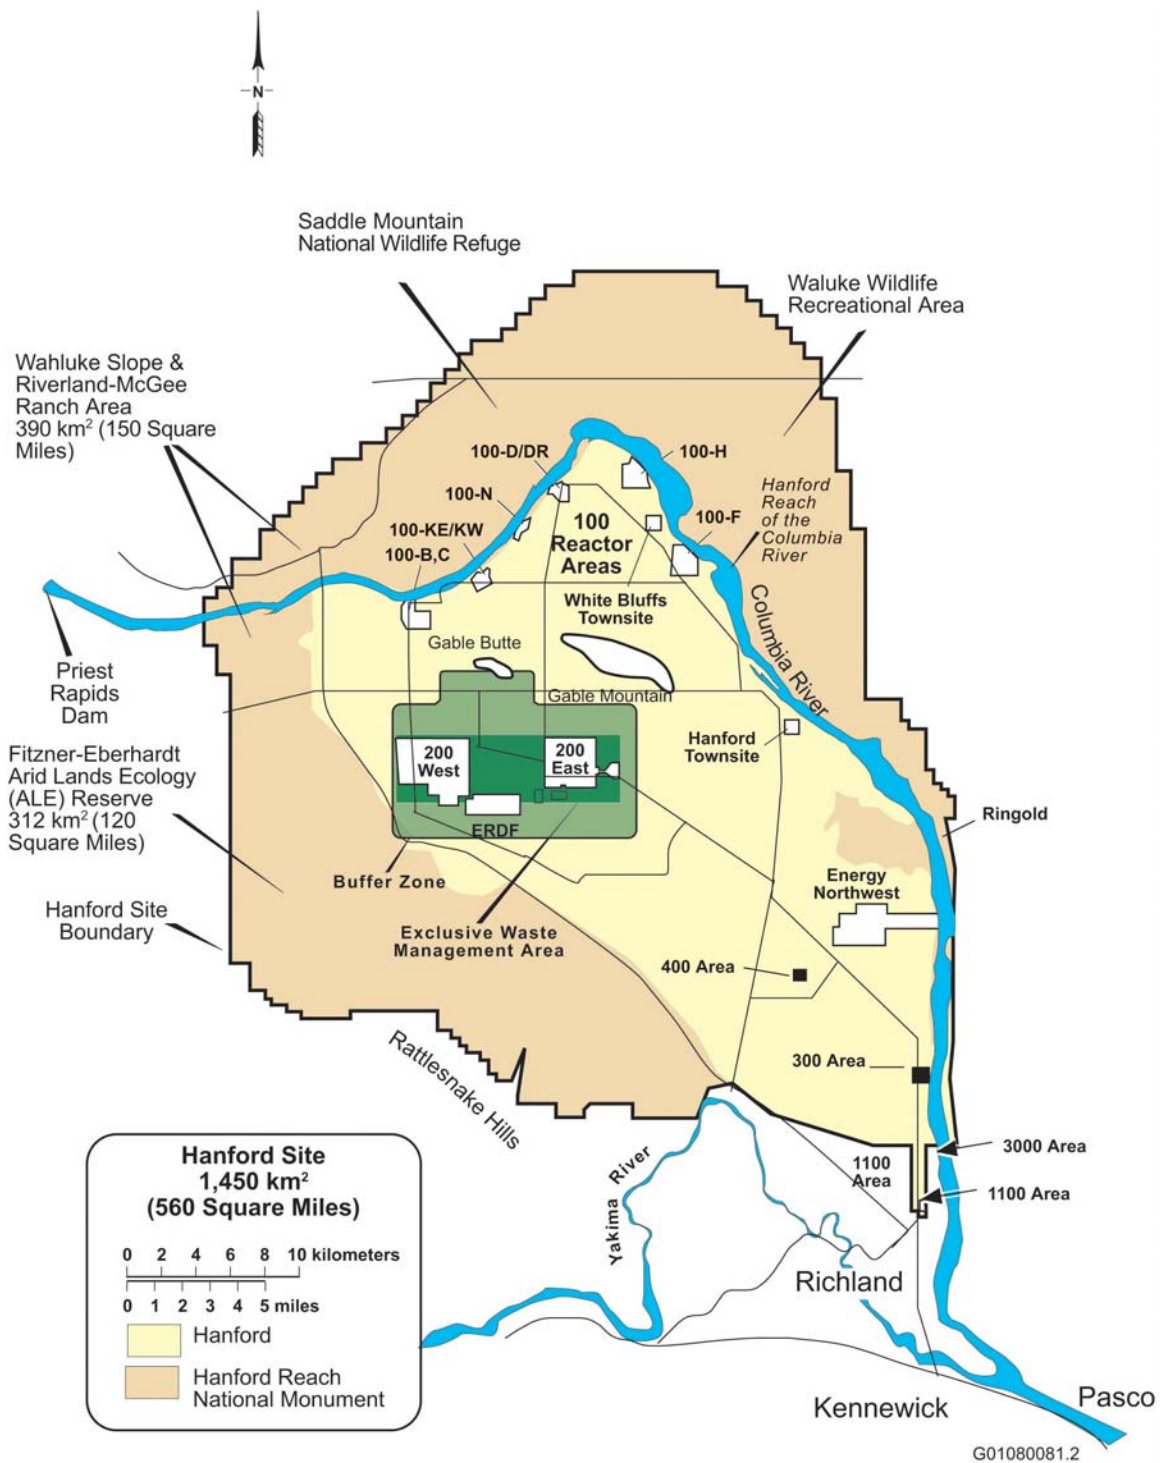 N
Saddle Mountain
National Wildlife Refuge
Waluke Wildlife
Recreational Area
Wahluke Slope &
Riverland-McGee
Ranch Area
390 km² (150 Square
Miles)
100-D/DR
100-H
100-N
Hanford
Reach
of the
Columbia
River
100-F
100
Reactor
Areas
100-KE/KW
100-B,C
White Bluffs
Townsite
Columbia River
Gable Butte
Priest
Rapids
Dam
Gable Mountain
Hanford
Townsite
200
West
200
East
Fitzner-Eberhardt
Arid Lands Ecology
(ALE) Reserve
312 km² (120
Square Miles)
Ringold
ERDF
Buffer Zone
Energy
Northwest
Hanford Site
Boundary
Exclusive Waste
Management Area
400 Area
300 Area
Rattlesnake Hills
3000 Area
1100
Area
1100 Area
Yakima River
Richland
Kennewick
Pasco
Hanford Site
1,450 km²
(560 Square Miles)
0 2 4 6 8 10 kilometers
0 1 2 3 4 5 miles
Hanford
Hanford Reach
National Monument
G01080081.2